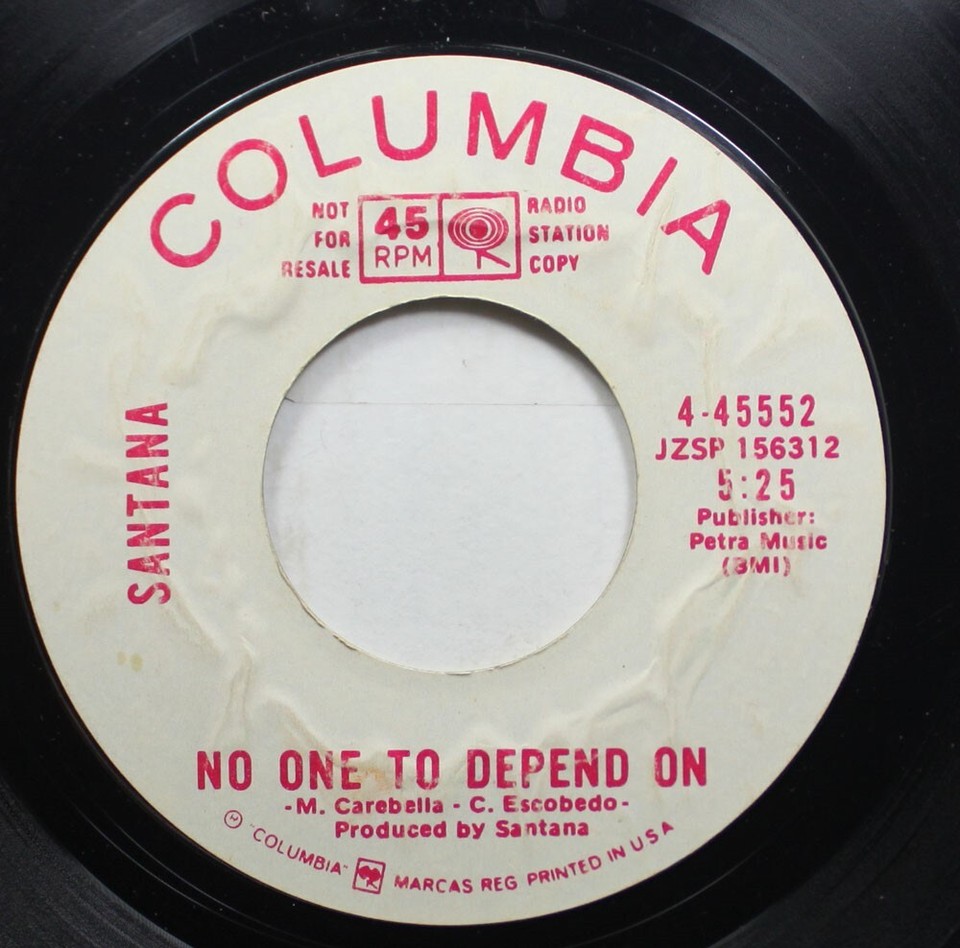 COLUMBIA
NOT FOR RESALE
45 RPM
RADIO STATION COPY
SANTANA
4-45552
JZSP 156312
5:25
Publisher:
Petra Music
(BMI)
NO ONE TO DEPEND ON
-M. Carebella - C. Escobedo-
Produced by Santana
"COLUMBIA" MARCAS REG PRINTED IN U S A